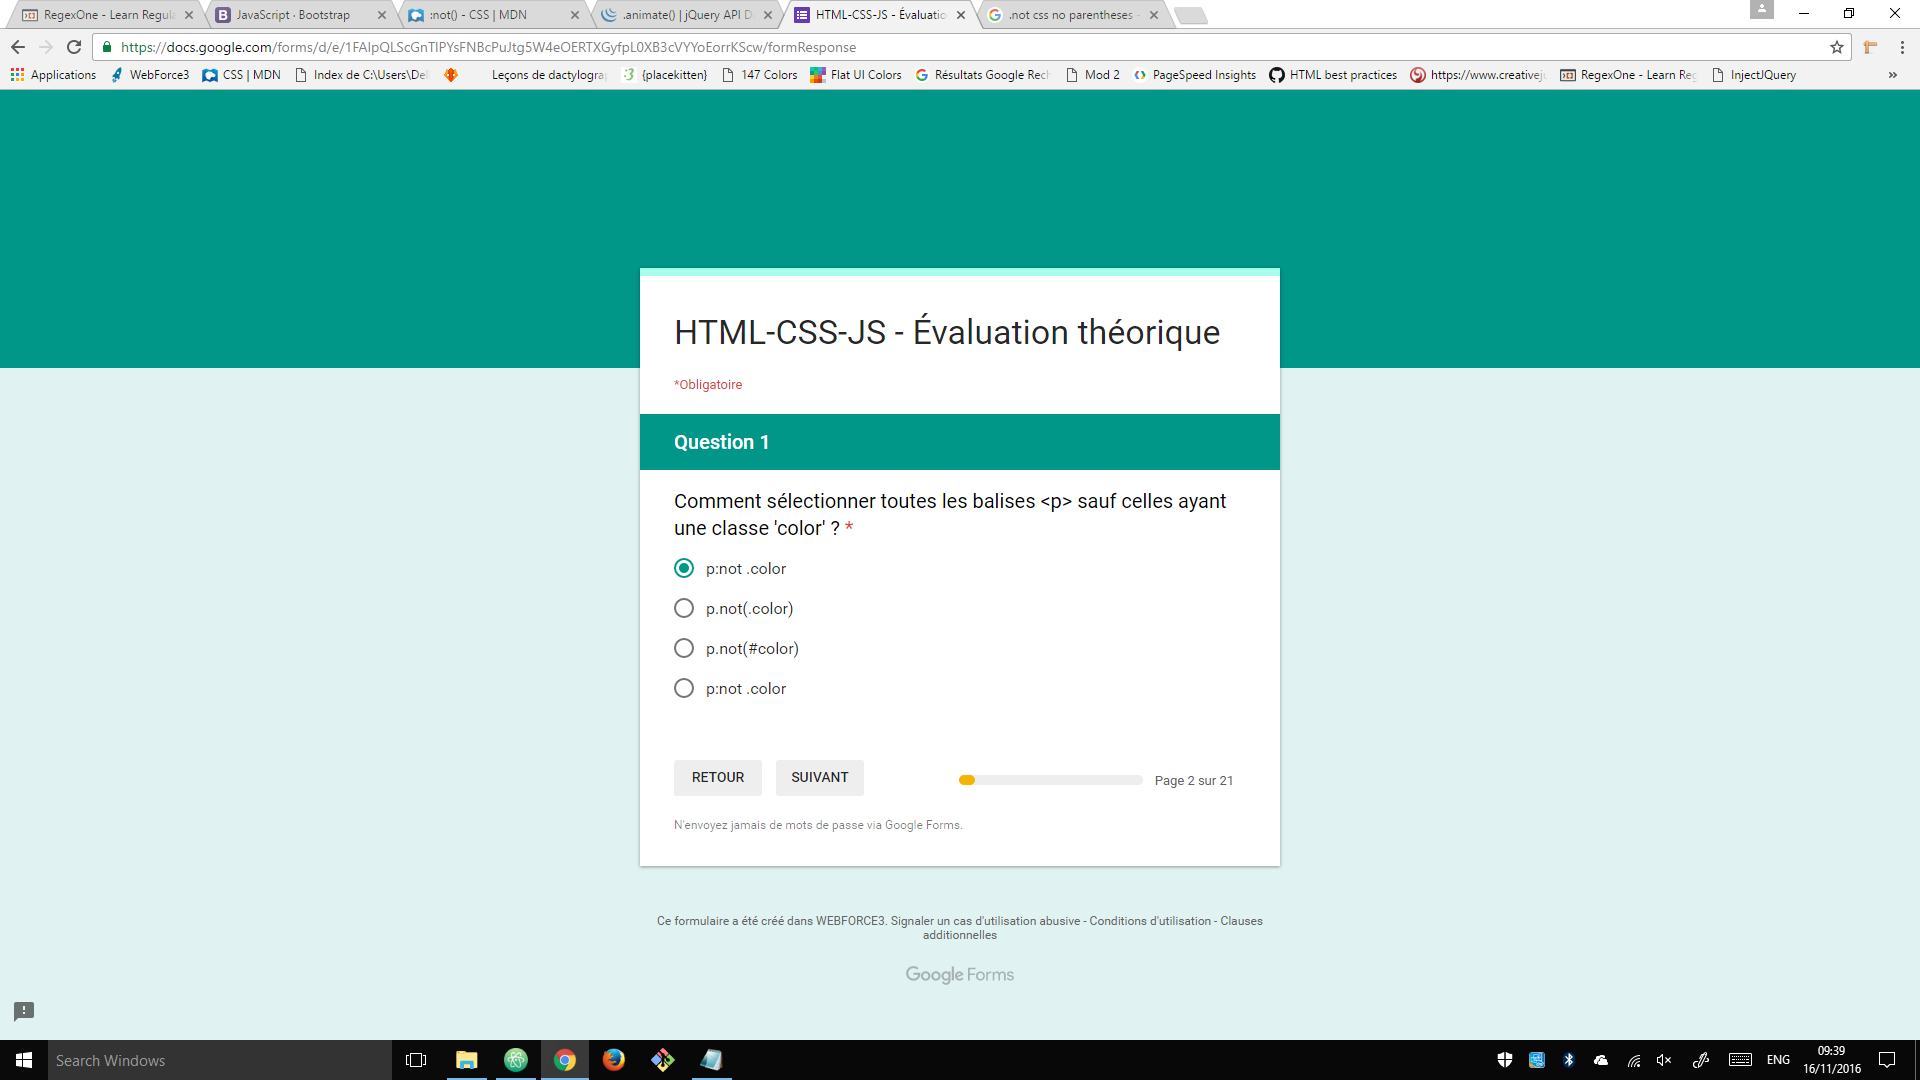 RegexOne - Learn Regula
JavaScript · Bootstrap
:not() - CSS | MDN
.animate() | jQuery API D
HTML-CSS-JS - Évaluatio
.not css no parentheses -
https://docs.google.com/forms/d/e/1FAIpQLScGnTlPYsFNBcPuJtg5W4eOERTXGyfpL0XB3cVYYoEorrKScw/formResponse
Applications
WebForce3
CSS | MDN
Index de C:\Users\De
Leçons de dactylogra
{placekitten}
147 Colors
Flat UI Colors
Résultats Google Rech
Mod 2
PageSpeed Insights
HTML best practices
https://www.creativeju
RegexOne - Learn Reg
InjectJQuery
»
HTML-CSS-JS - Évaluation théorique
*Obligatoire
Question 1
Comment sélectionner toutes les balises <p> sauf celles ayant
une classe 'color' ? *
p:not .color
p.not(.color)
p.not(#color)
p:not .color
RETOUR
SUIVANT
Page 2 sur 21
N'envoyez jamais de mots de passe via Google Forms.
Ce formulaire a été créé dans WEBFORCE3. Signaler un cas d'utilisation abusive - Conditions d'utilisation - Clauses
additionnelles
Google Forms
Search Windows
ENG
09:39
16/11/2016